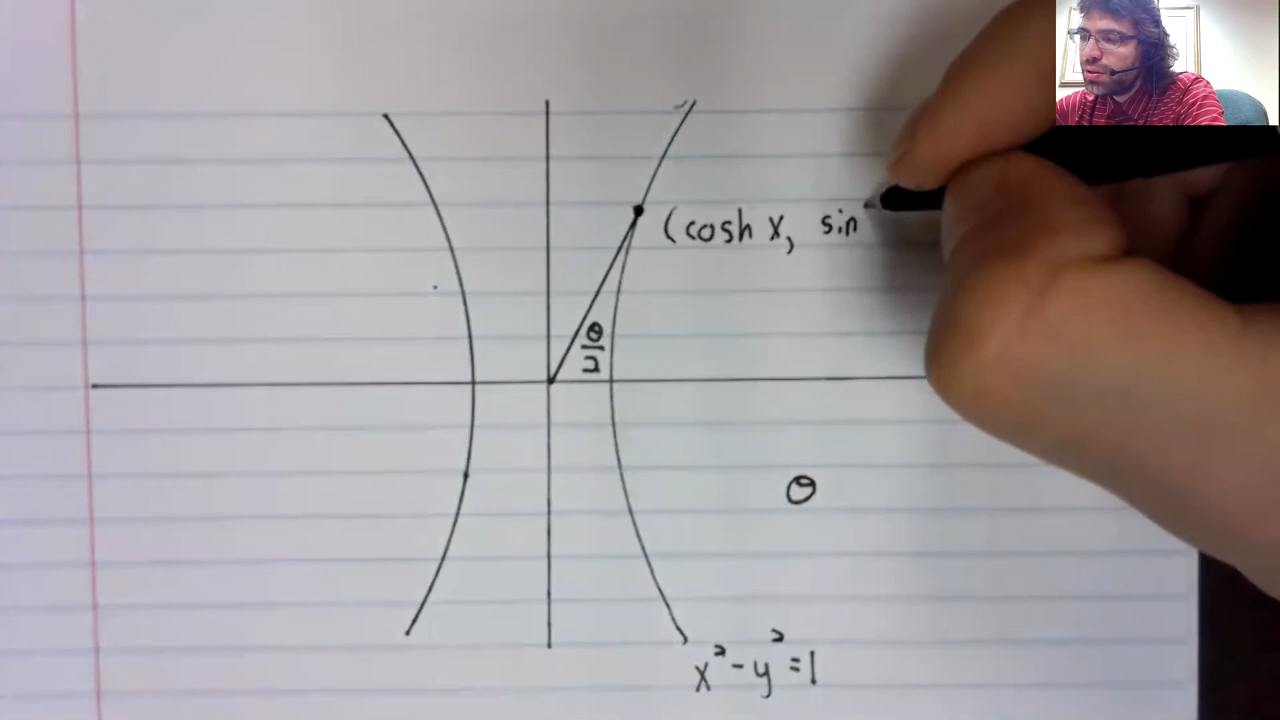 (cosh x, sin
θ/2
θ
x² - y² = 1